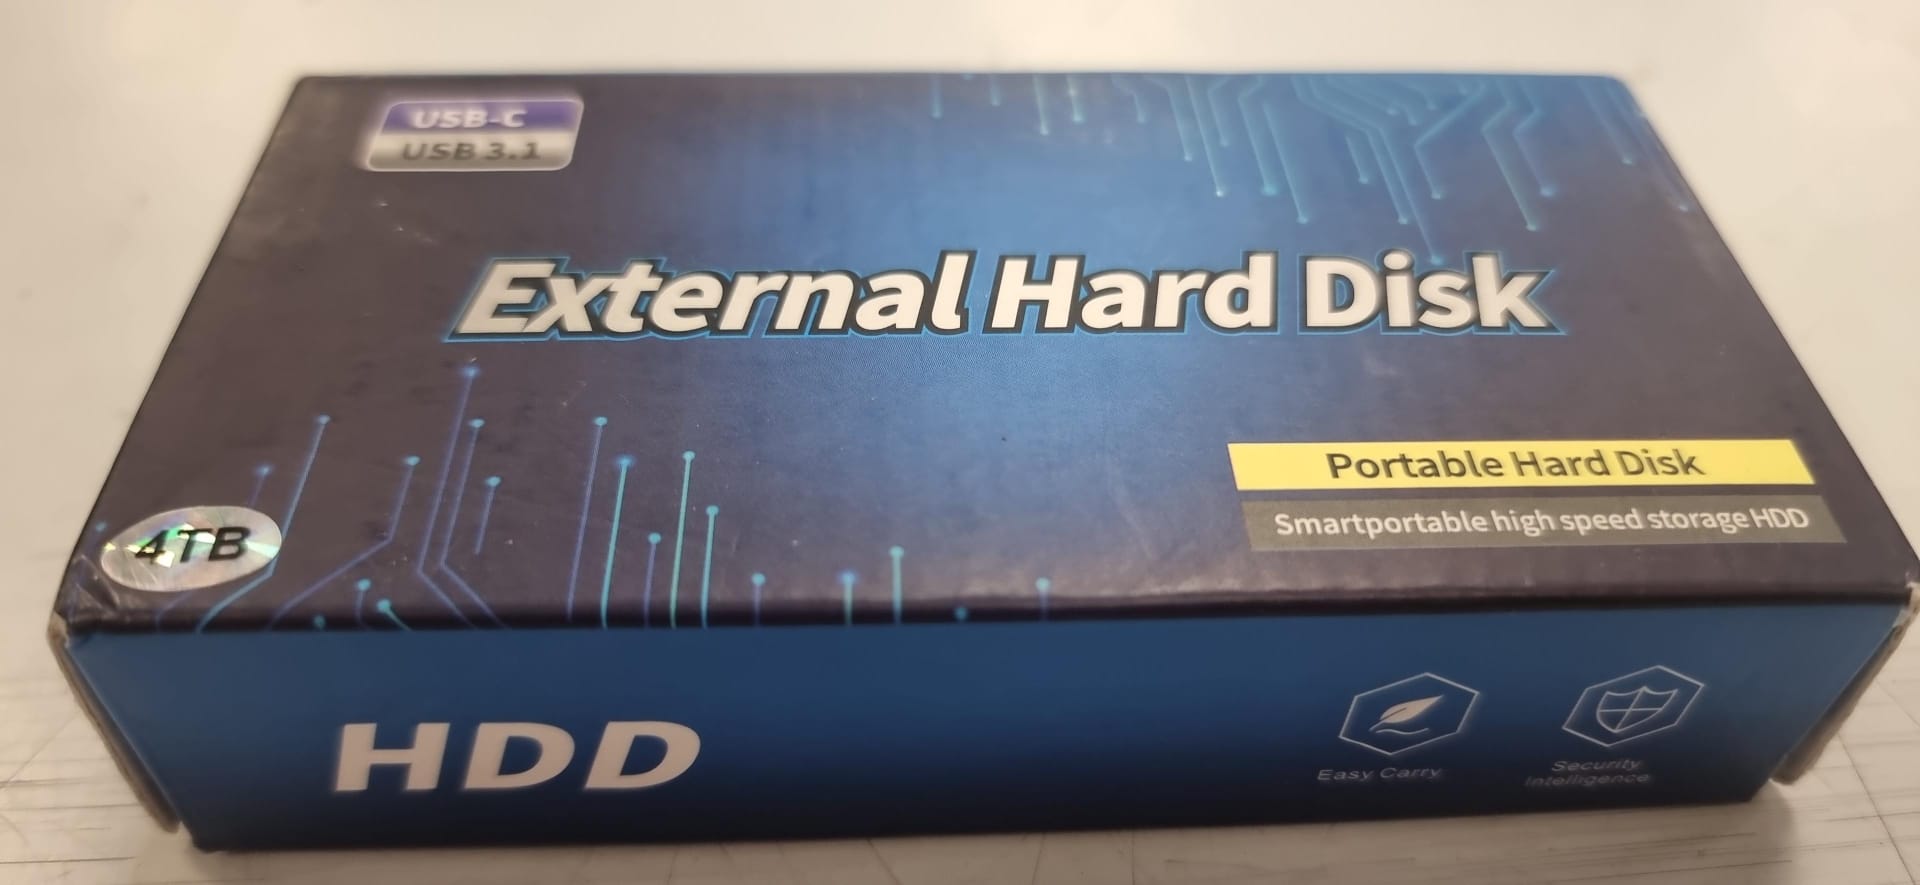 USB-C
USB 3.1
External Hard Disk
Portable Hard Disk
Smartportable high speed storage HDD
4TB
HDD
Easy Carry
Security
Intelligence